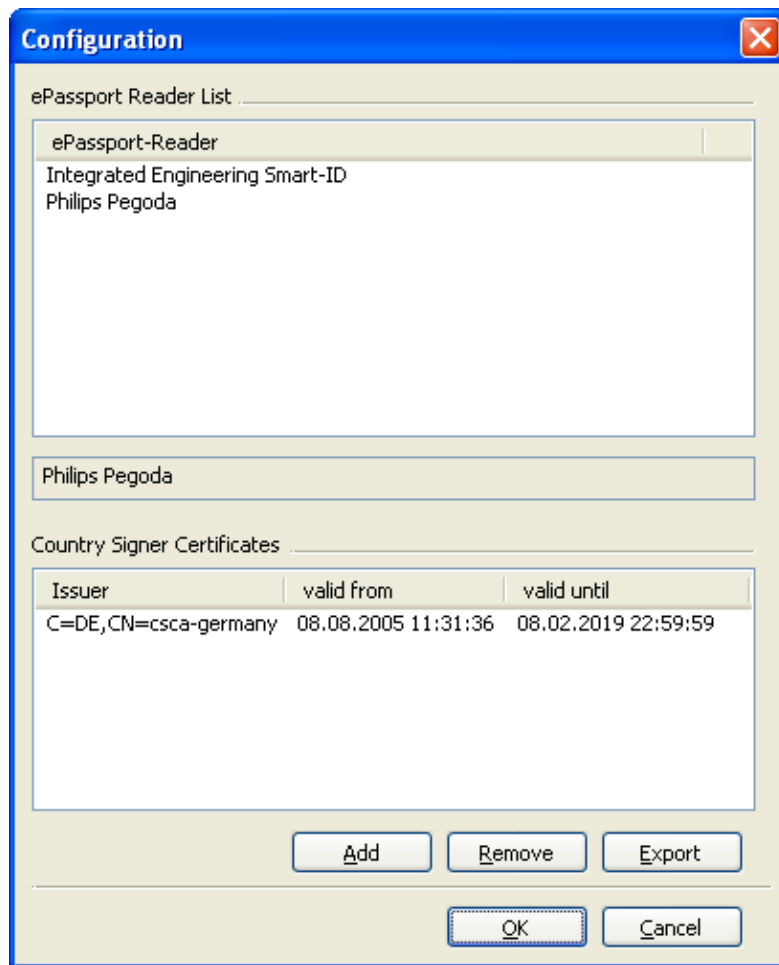 Configuration
ePassport Reader List
ePassport-Reader
Integrated Engineering Smart-ID
Philips Pegoda
Philips Pegoda
Country Signer Certificates
Issuer valid from valid until
C=DE,CN=csca-germany 08.08.2005 11:31:36 08.02.2019 22:59:59
Add Remove Export
OK Cancel